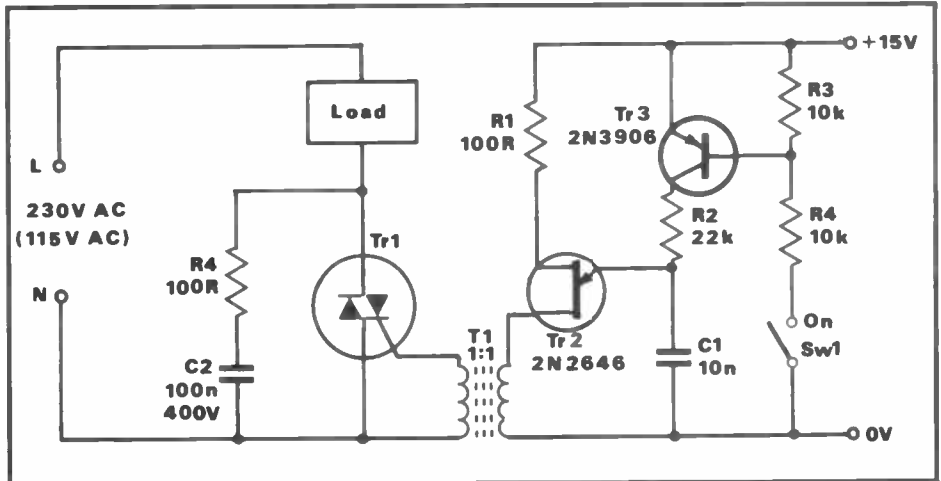 +15V
Load
R1
100R
Tr3
2N3906
R3
10k
L
230V AC
(115V AC)
N
R4
100R
Tr1
R2
22k
R4
10k
T1
1:1
Tr2
2N2646
C1
10n
On
Sw1
C2
100n
400V
0V